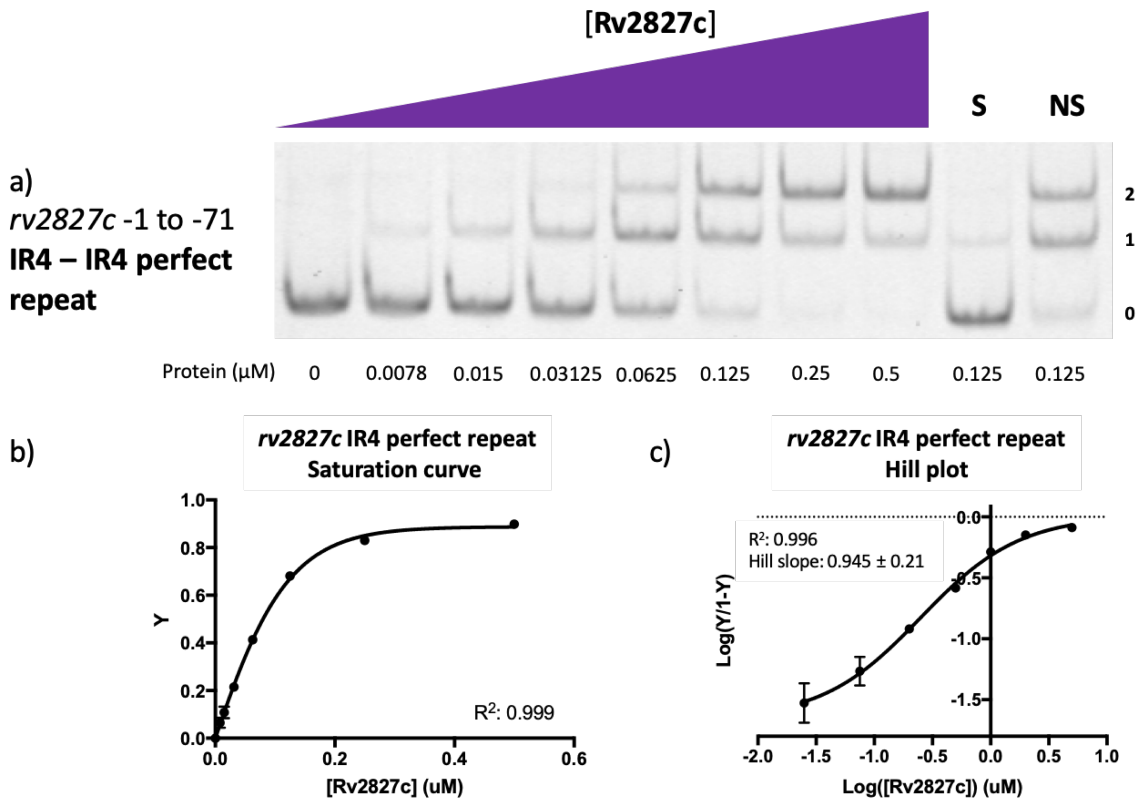 [Rv2827c]
S NS
a)
rv2827c -1 to -71
IR4 – IR4 perfect
repeat
2
1
0
Protein (µM) 0 0.0078 0.015 0.03125 0.0625 0.125 0.25 0.5 0.125 0.125
b)
rv2827c IR4 perfect repeat
Saturation curve
1.0
0.8
0.6
0.4
0.2
0.0
Y
R²: 0.999
0.0 0.2 0.4 0.6
[Rv2827c] (uM)
c)
rv2827c IR4 perfect repeat
Hill plot
R²: 0.996
Hill slope: 0.945 ± 0.21
0.0
-0.5
-1.0
-1.5
Log(Y/1-Y)
-2.0 -1.5 -1.0 -0.5 0.0 0.5 1.0
Log([Rv2827c]) (uM)